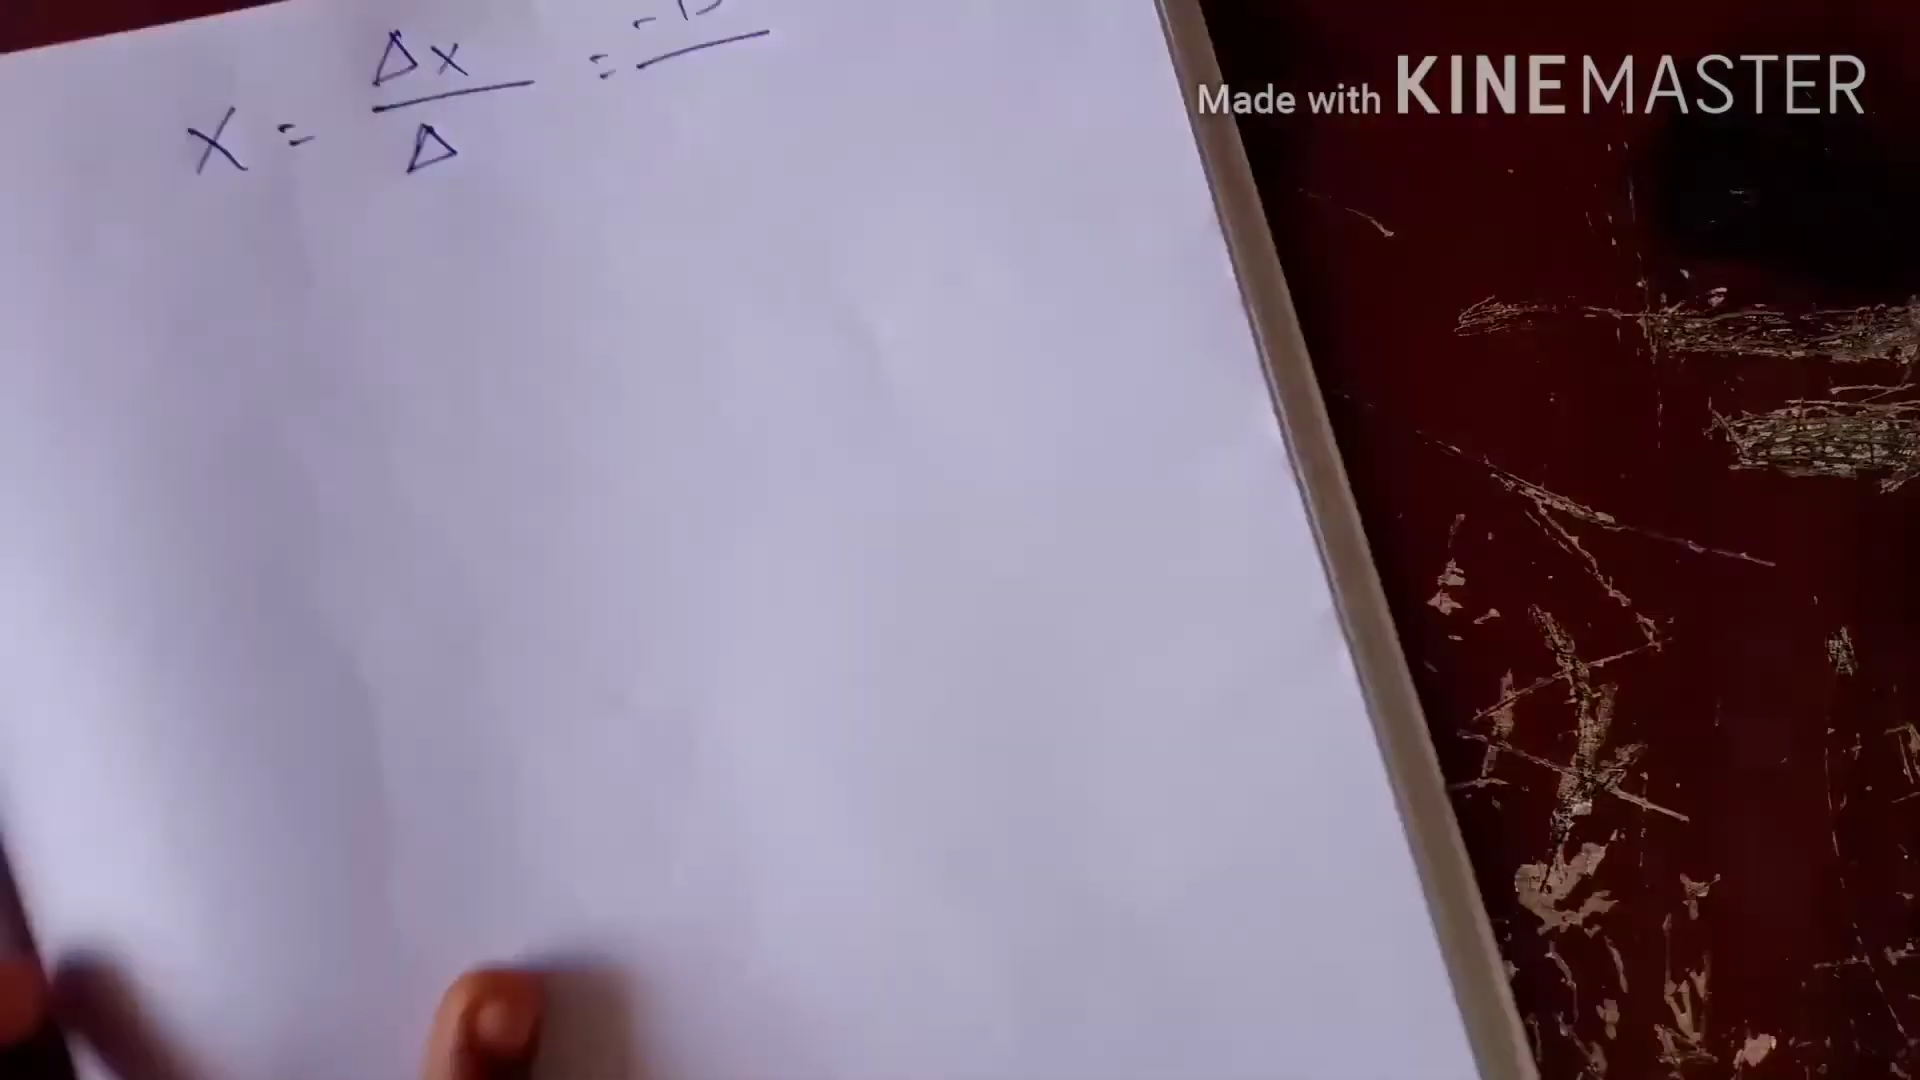 x = Δx / Δ =
Made with KINEMASTER